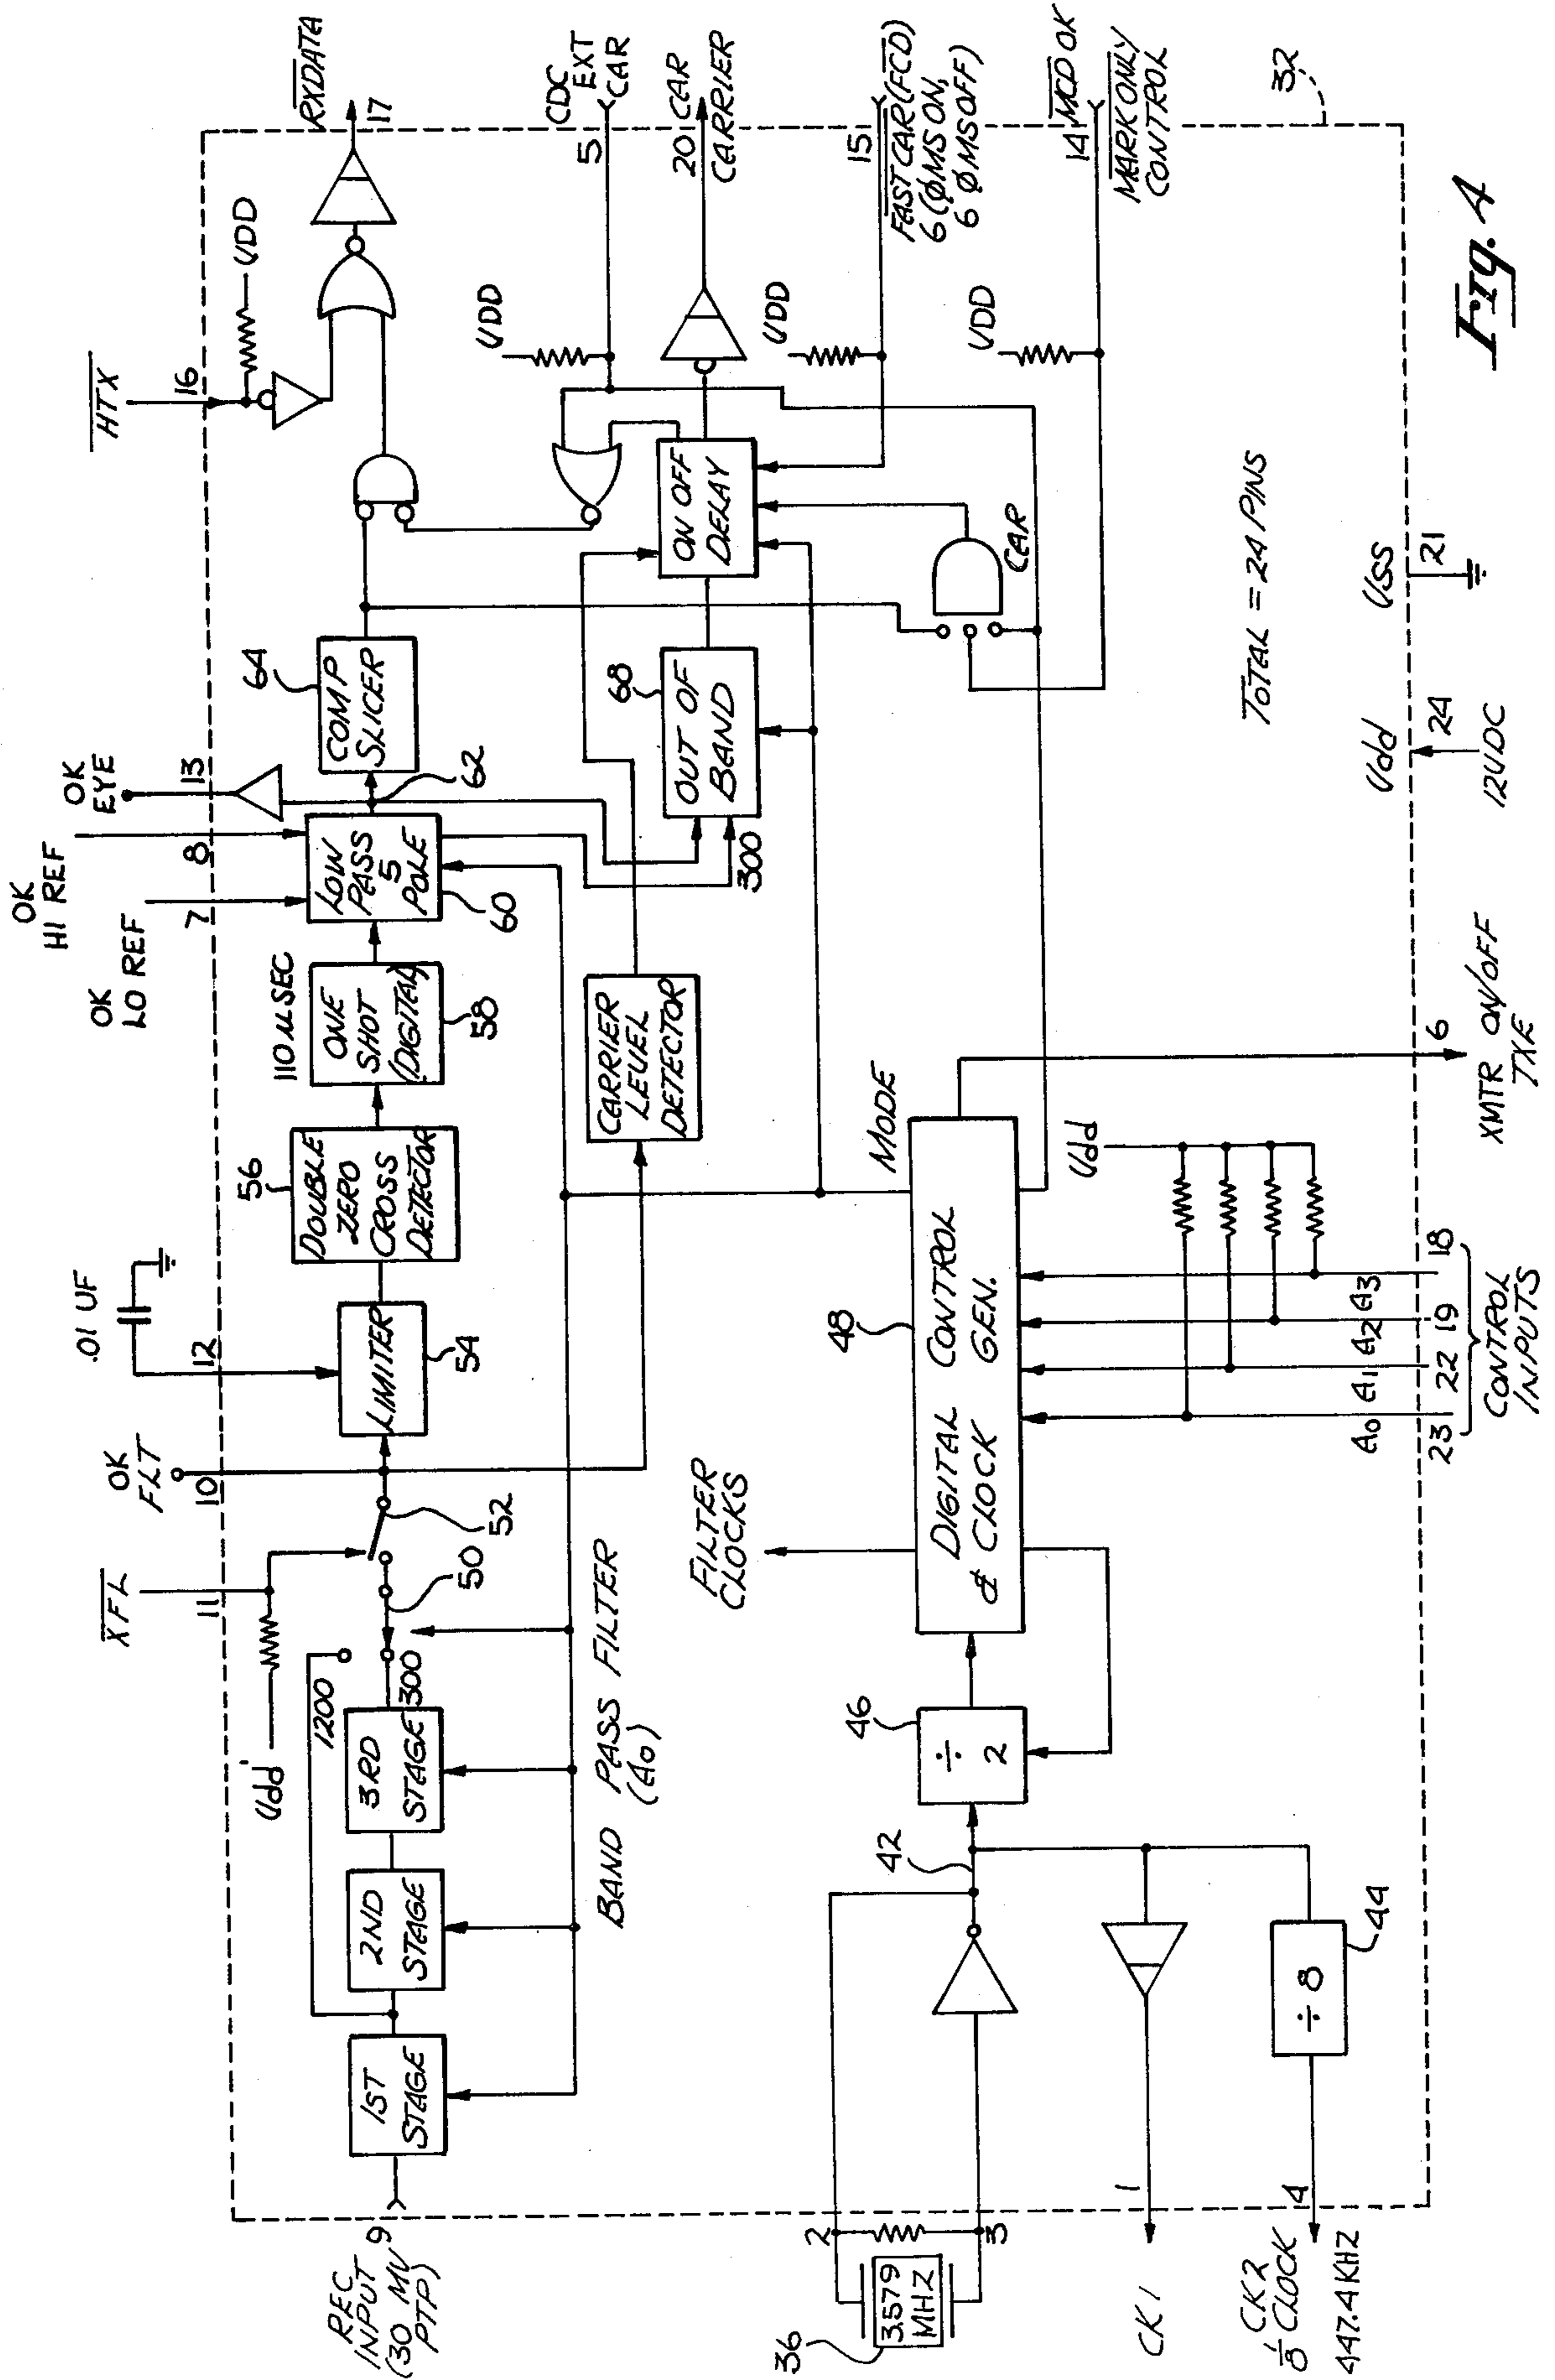 REC
INPUT
(30 MV
PTP)
9
1ST
STAGE
2ND
STAGE
3RD
STAGE
1200
300
Vdd
BAND PASS FILTER
(A0)
XFL
11
50
52
OK
FLT
10
LIMITER
54
12
.01 UF
DOUBLE
ZERO
CROSS
DETECTOR
56
110 µSEC
ONE
SHOT
(DIGITAL)
58
OK
LO REF
7
OK
HI REF
8
LOW
PASS
5
POLE
60
OK
EYE
13
62
COMP
SLICER
64
HTX
16
VDD
RXDATA
17
CARRIER
LEVEL
DETECTOR
OUT OF
BAND
68
300
ON OFF
DELAY
VDD
5
CDC
EXT
CAR
20
CAR
CARRIER
VDD
15
FAST CAR (FCD)
6 (ØMS ON,
6 ØMS OFF)
VDD
14
MCD OK
MARK ONLY
CONTROL
CAR
32
36
3.579
MHZ
2
3
42
46
÷
2
FILTER
CLOCKS
48
MODE
DIGITAL CONTROL
& CLOCK GEN.
1
CK1
÷8
44
4
CK2
1/8 CLOCK
447.4 KHZ
Vdd
A0 A1 A2 A3
23 22 19 18
CONTROL
INPUTS
6
XMTR ON/OFF
TXE
Vdd
24
12VDC
VSS
21
TOTAL = 24 PINS
Fig. 4